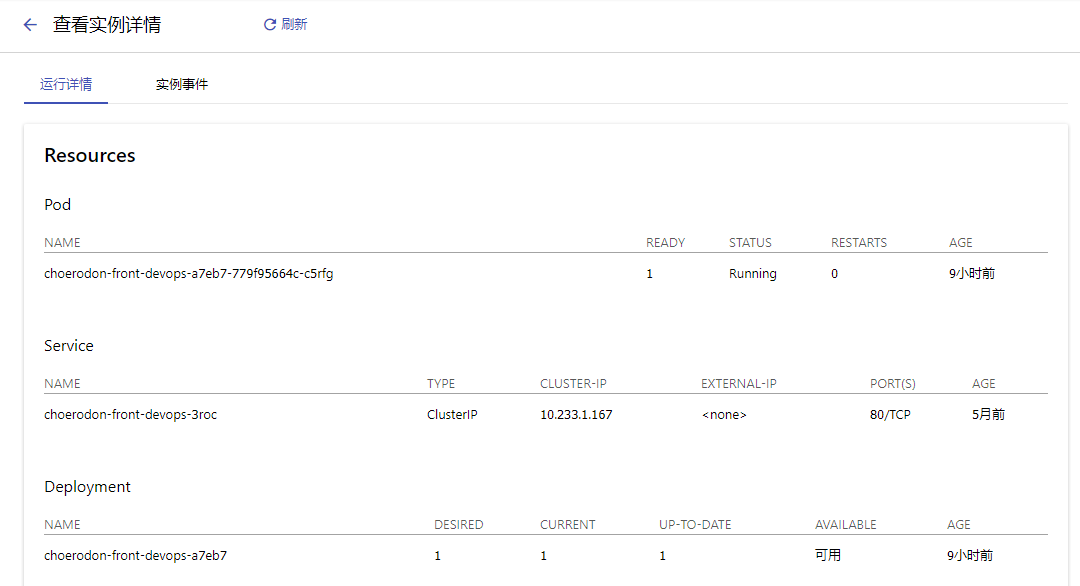 查看实例详情 刷新
运行详情 实例事件
Resources
Pod
NAME READY STATUS RESTARTS AGE
choerodon-front-devops-a7eb7-779f95664c-c5rfg 1 Running 0 9小时前
Service
NAME TYPE CLUSTER-IP EXTERNAL-IP PORT(S) AGE
choerodon-front-devops-3roc ClusterIP 10.233.1.167 <none> 80/TCP 5月前
Deployment
NAME DESIRED CURRENT UP-TO-DATE AVAILABLE AGE
choerodon-front-devops-a7eb7 1 1 1 可用 9小时前